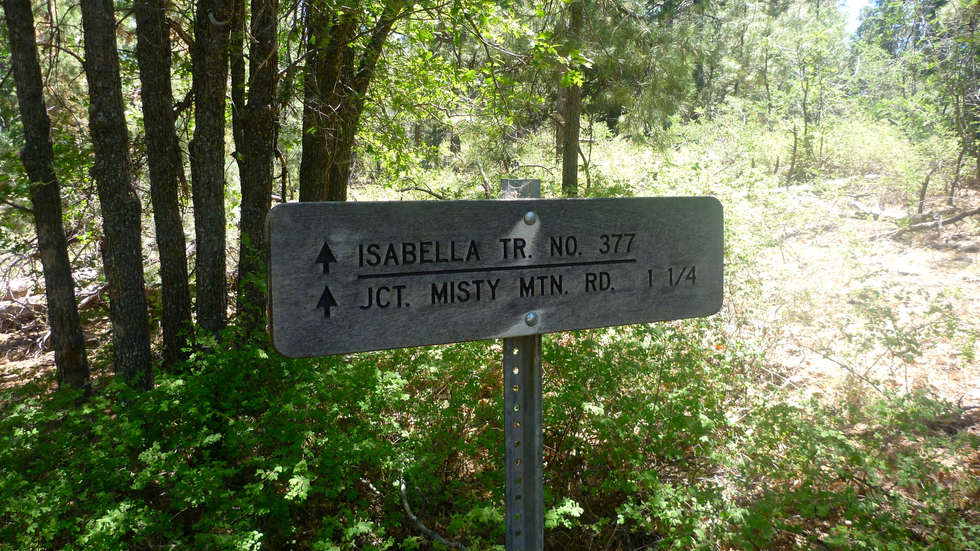 ISABELLA TR. NO. 377
JCT. MISTY MTN. RD. 1 1/4